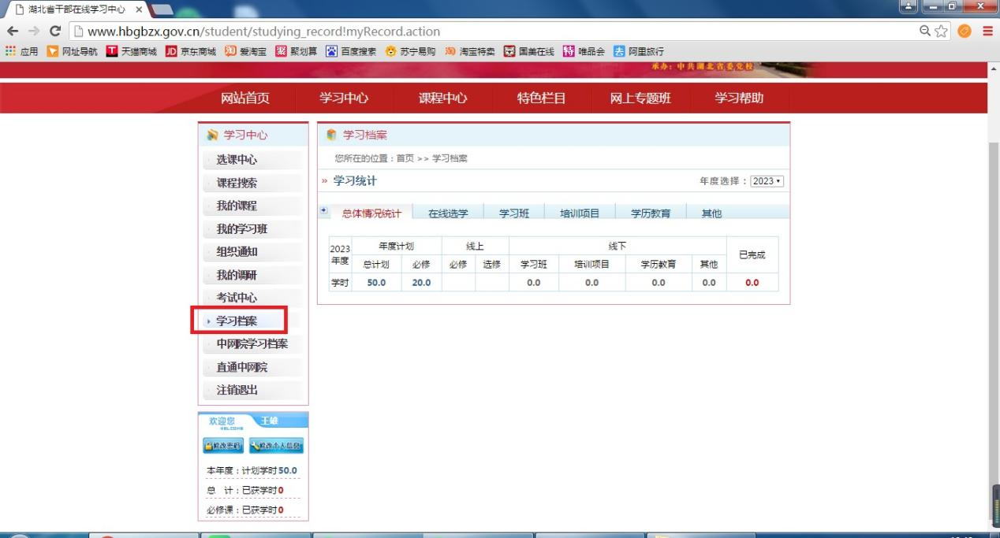 湖北省干部在线学习中心
www.hbgbzx.gov.cn/student/studying_record!myRecord.action
应用 网址导航 天猫商城 京东商城 爱淘宝 聚划算 百度搜索 苏宁易购 淘宝特卖 国美在线 唯品会 阿里旅行
承办：中共湖北省委党校
网站首页 学习中心 课程中心 特色栏目 网上专题班 学习帮助
学习中心
选课中心
课程搜索
我的课程
我的学习班
组织通知
我的调研
考试中心
学习档案
中网院学习档案
直通中网院
注销退出
欢迎您 王雄
WELCOME
修改密码 修改个人信息
本年度：计划学时50.0
总 计：已获学时0
必修课：已获学时0
学习档案
您所在的位置：首页 >> 学习档案
» 学习统计 年度选择：2023
总体情况统计 在线选学 学习班 培训项目 学历教育 其他
2023年度 年度计划 线上 线下 已完成
总计划 必修 必修 选修 学习班 培训项目 学历教育 其他
学时 50.0 20.0 0.0 0.0 0.0 0.0 0.0